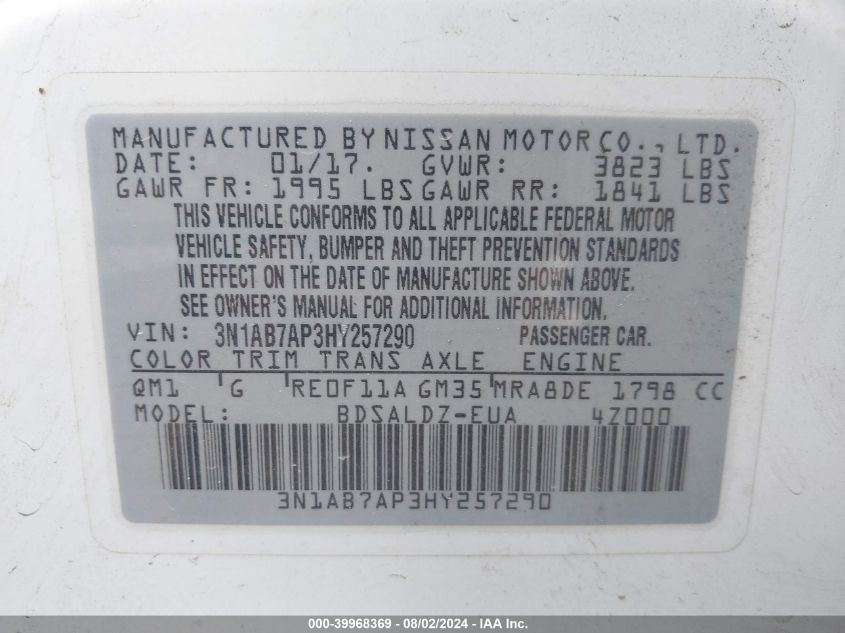 MANUFACTURED BY NISSAN MOTOR CO., LTD.
DATE: 01/17. GVWR: 3823 LBS
GAWR FR: 1995 LBS GAWR RR: 1841 LBS
THIS VEHICLE CONFORMS TO ALL APPLICABLE FEDERAL MOTOR
VEHICLE SAFETY, BUMPER AND THEFT PREVENTION STANDARDS
IN EFFECT ON THE DATE OF MANUFACTURE SHOWN ABOVE.
SEE OWNER'S MANUAL FOR ADDITIONAL INFORMATION.
VIN: 3N1AB7AP3HY257290 PASSENGER CAR.
COLOR TRIM TRANS AXLE ENGINE
QM1 'G 'RE0F11A GM35 'MRA8DE 1798 CC
MODEL: BDSALDZ-EUA 4Z000
3N1AB7AP3HY257290
000-39968369 - 08/02/2024 - IAA Inc.